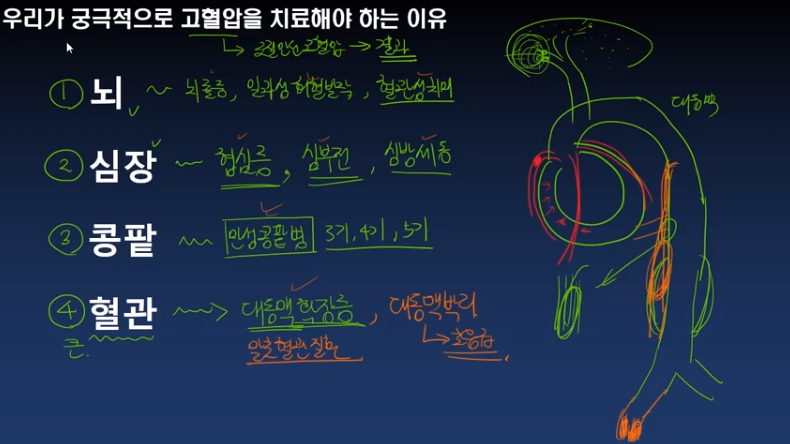 우리가 궁극적으로 고혈압을 치료해야 하는 이유
↳ 조절안된 고혈압 → 결과
① 뇌 ~ 뇌졸증, 일과성 허혈발작, 혈관성치매
대동맥
② 심장 ~ 협심증, 심부전, 심방세동
③ 콩팥 ~ 만성콩팥병 3기, 4기, 5기
④ 혈관 → 대동맥 확장증, 대동맥박리
큰. 말초혈관질환 ↳ 초응급.